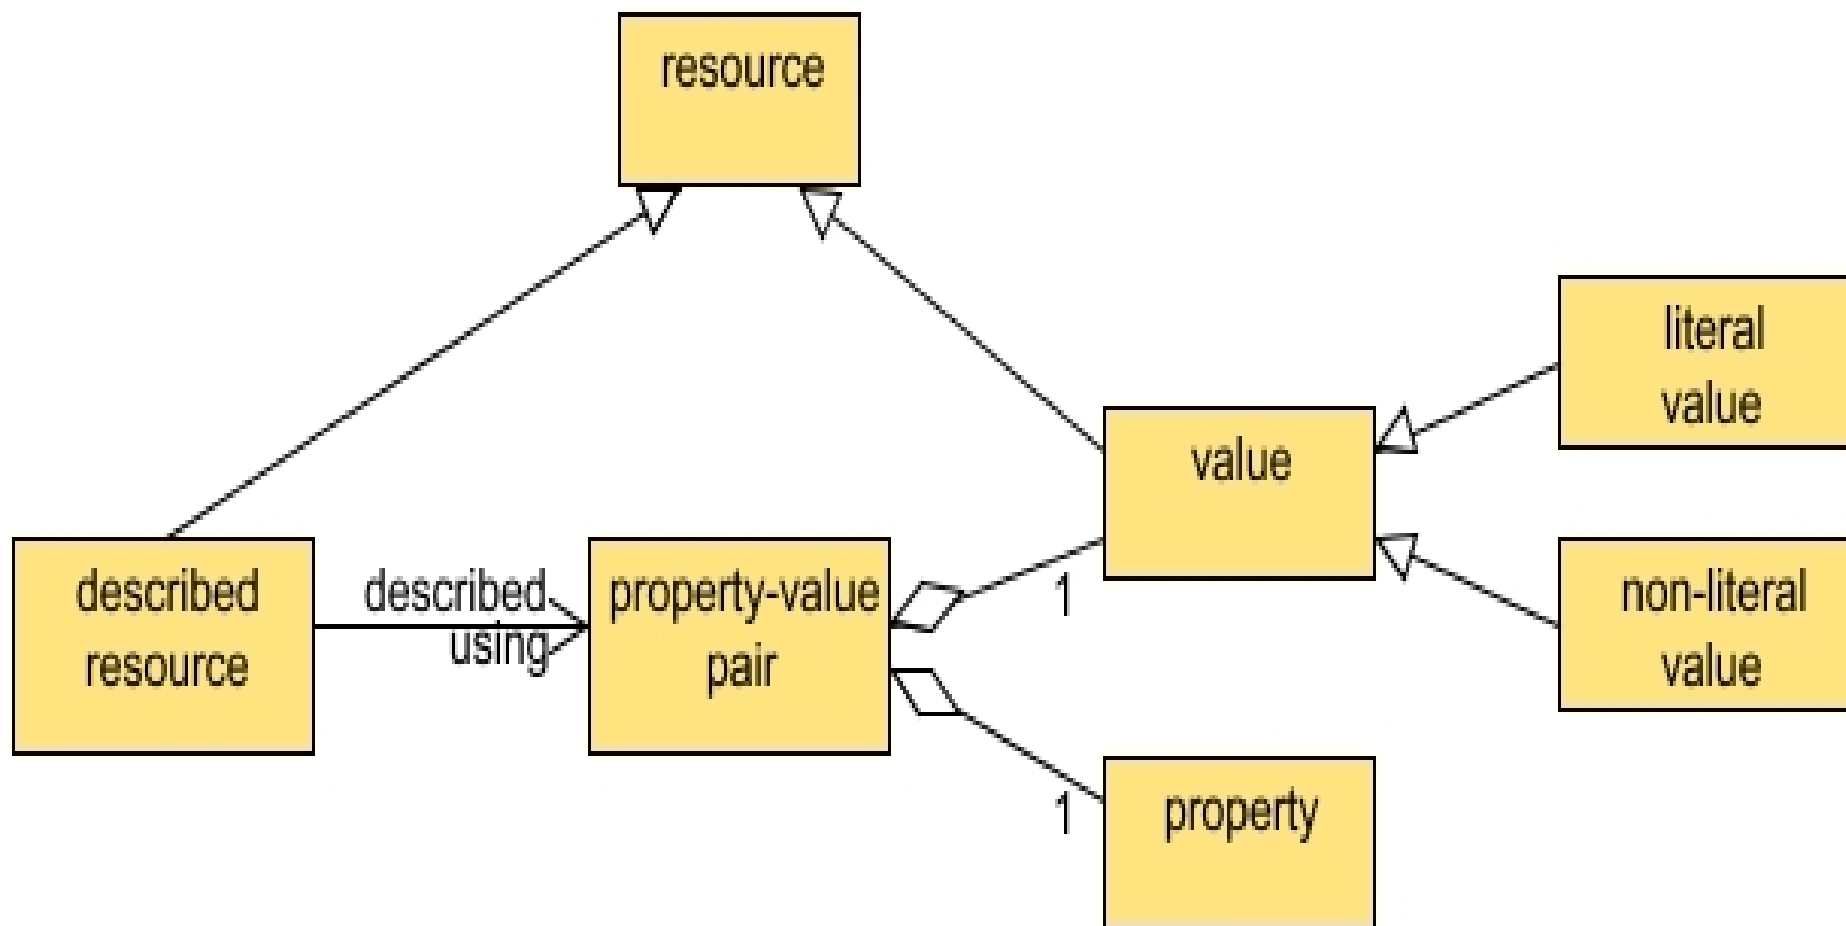 resource
literal
value
value
described
resource
described
using
property-value
pair
non-literal
value
1
1
property